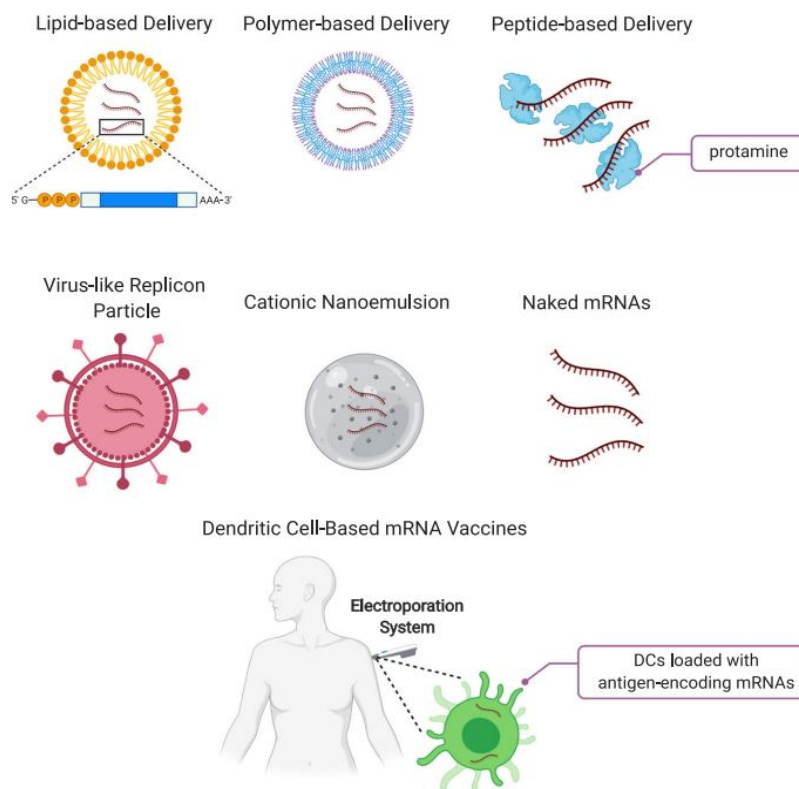 Lipid-based Delivery
Polymer-based Delivery
Peptide-based Delivery
protamine
5' G P P P AAA-3'
Virus-like Replicon
Particle
Cationic Nanoemulsion
Naked mRNAs
Dendritic Cell-Based mRNA Vaccines
Electroporation
System
DCs loaded with
antigen-encoding mRNAs